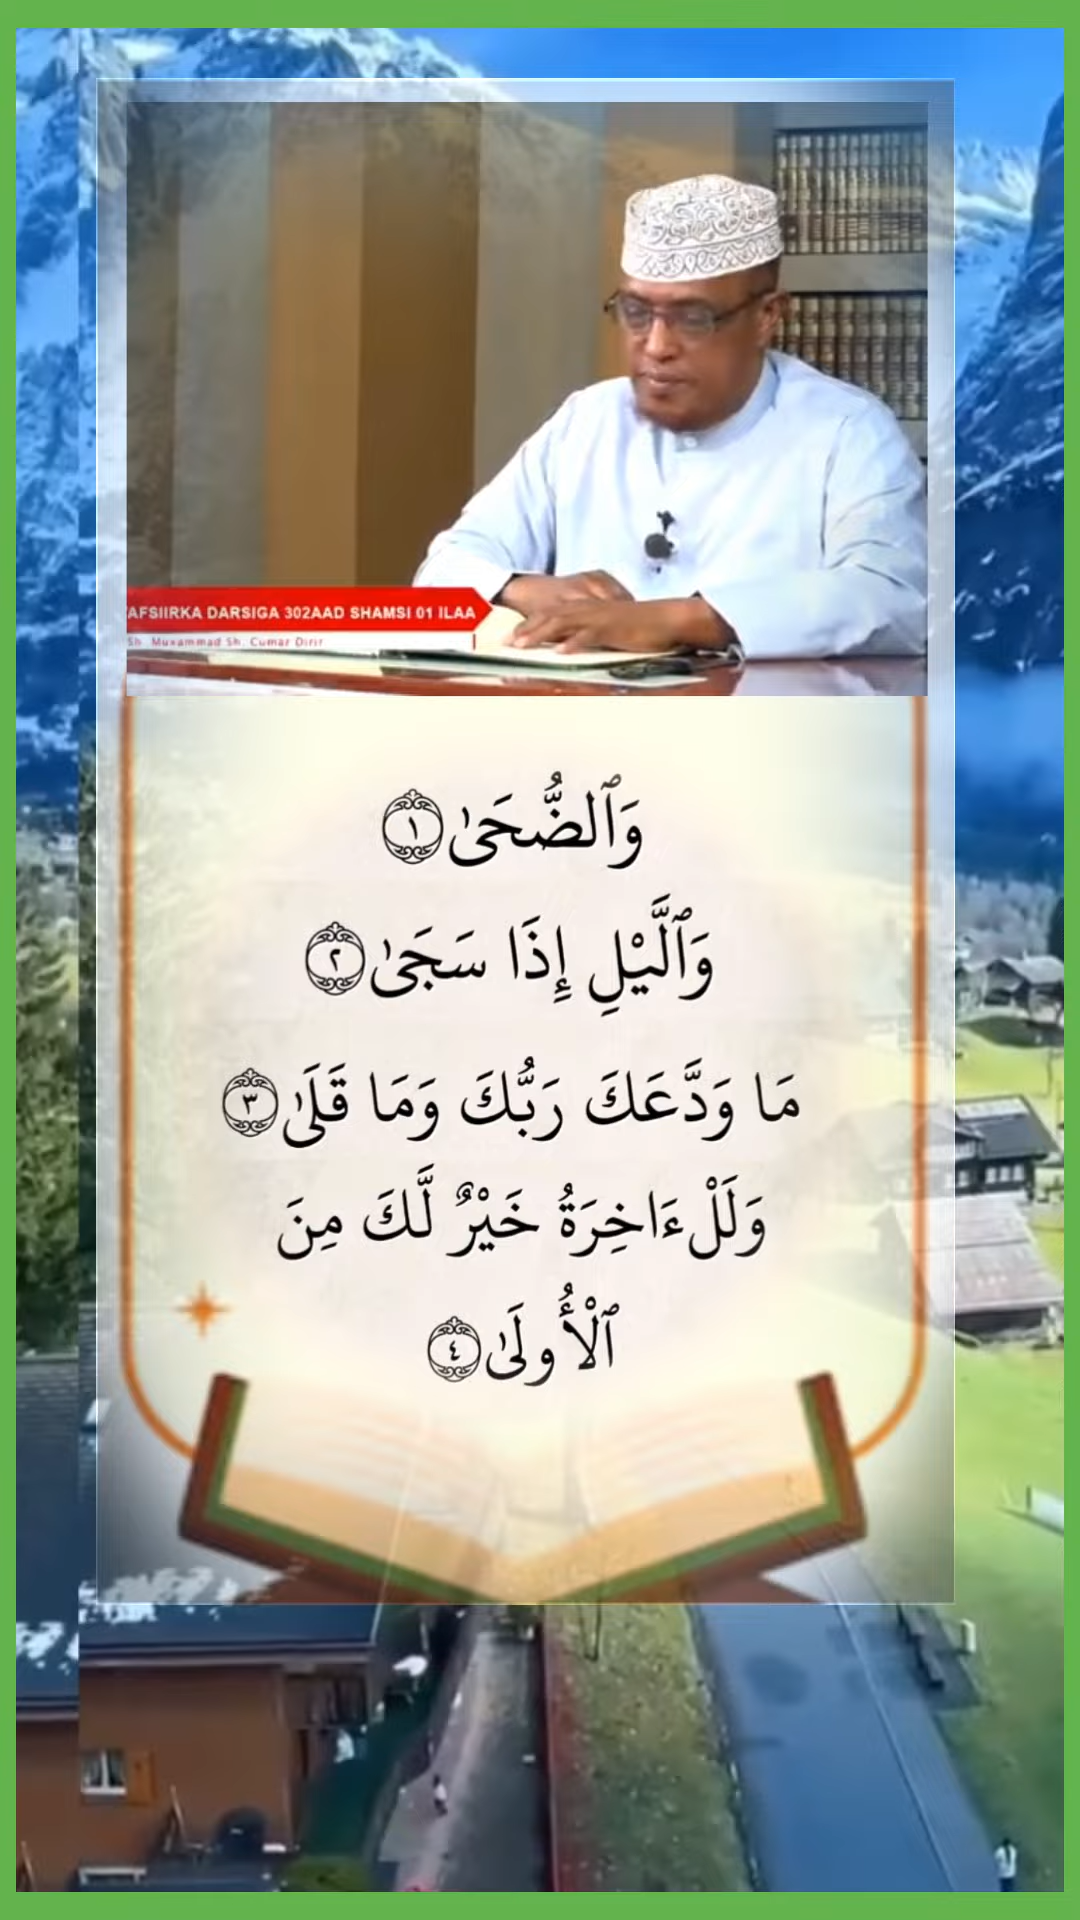 TAFSIIRKA DARSIGA 302AAD SHAMSI 01 ILAA
Sh. Muxammad Sh. Cumar Dirir
وَٱلضُّحَىٰ ١
وَٱلَّيْلِ إِذَا سَجَىٰ ٢
مَا وَدَّعَكَ رَبُّكَ وَمَا قَلَىٰ ٣
وَلَلْءَاخِرَةُ خَيْرٌ لَّكَ مِنَ
ٱلْأُولَىٰ ٤